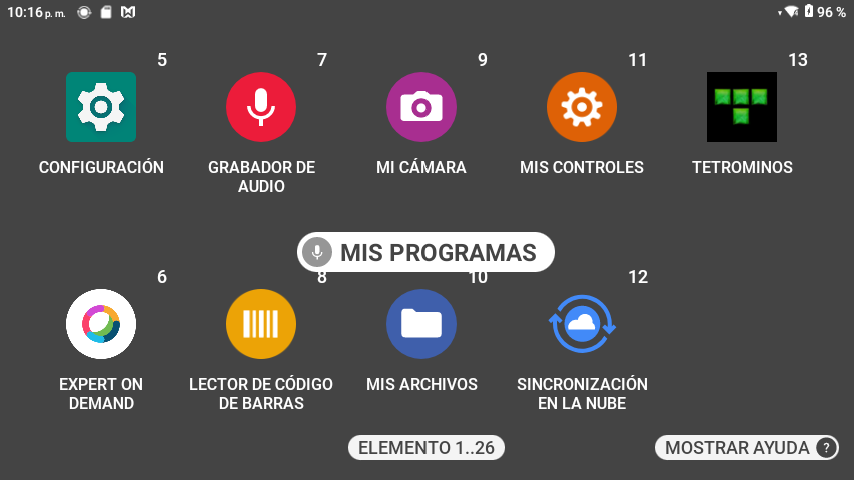 10:16 p. m.
96 %
5
7
9
11
13
CONFIGURACIÓN
GRABADOR DE
AUDIO
MI CÁMARA
MIS CONTROLES
TETROMINOS
MIS PROGRAMAS
6
8
10
12
EXPERT ON
DEMAND
LECTOR DE CÓDIGO
DE BARRAS
MIS ARCHIVOS
SINCRONIZACIÓN
EN LA NUBE
ELEMENTO 1..26
MOSTRAR AYUDA ?